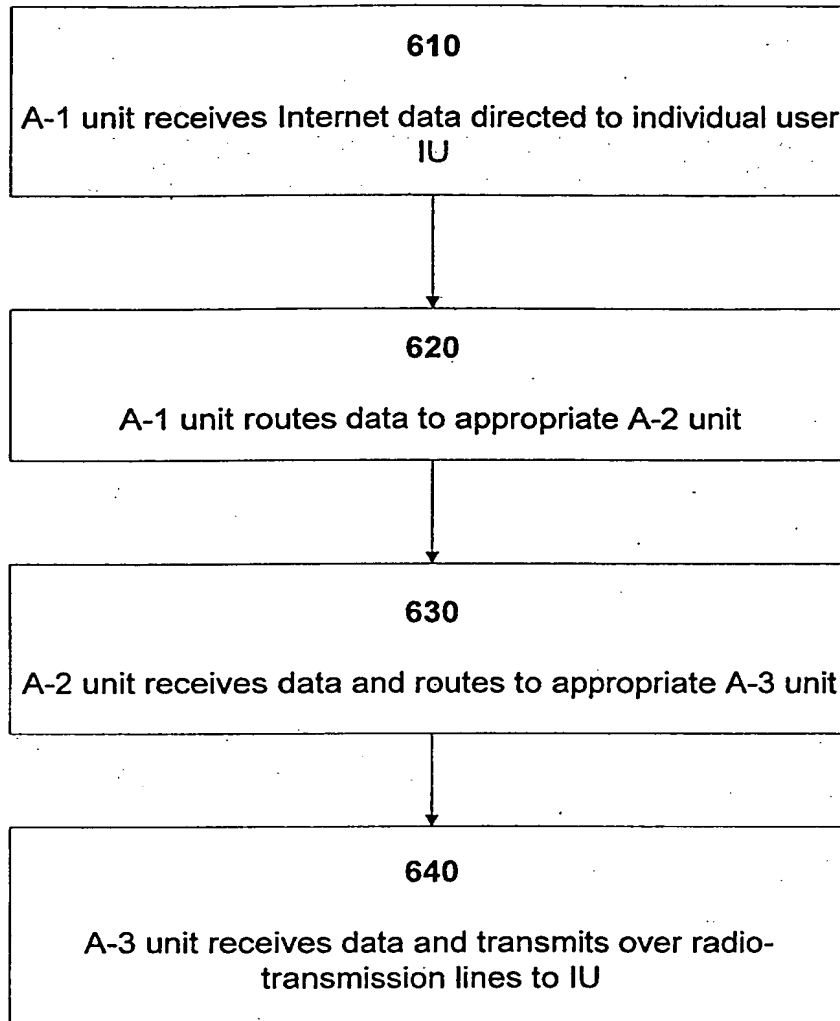 610
A-1 unit receives Internet data directed to individual user
IU
620
A-1 unit routes data to appropriate A-2 unit
630
A-2 unit receives data and routes to appropriate A-3 unit
640
A-3 unit receives data and transmits over radio-
transmission lines to IU